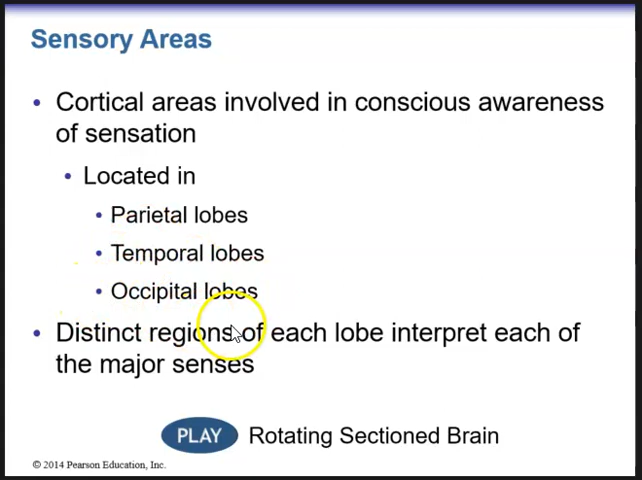 Sensory Areas
• Cortical areas involved in conscious awareness
of sensation
• Located in
• Parietal lobes
• Temporal lobes
• Occipital lobes
• Distinct regions of each lobe interpret each of
the major senses
PLAY Rotating Sectioned Brain
© 2014 Pearson Education, Inc.